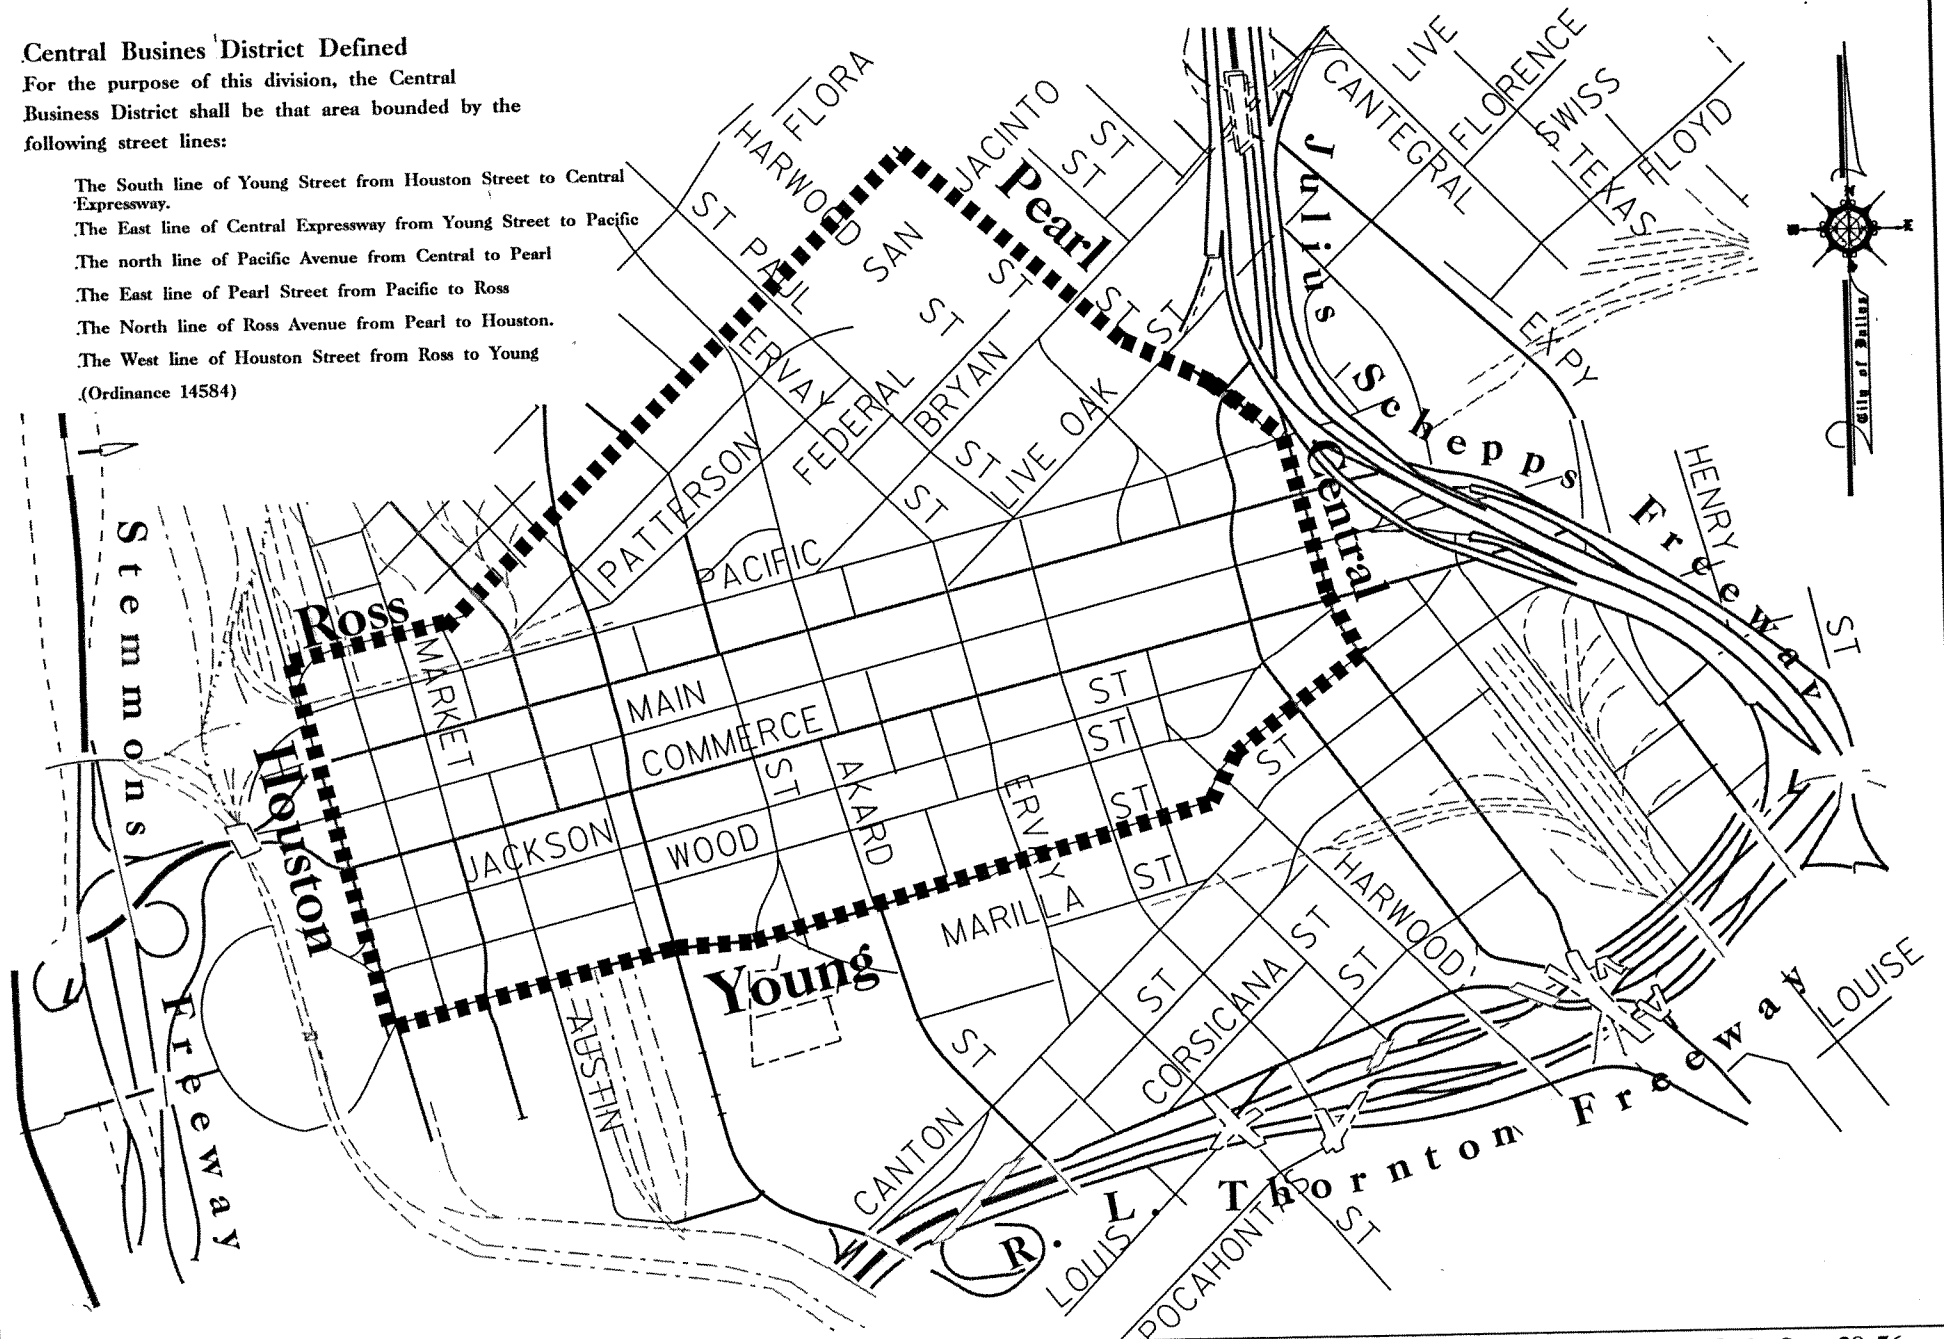 Central Busines District Defined
For the purpose of this division, the Central
Business District shall be that area bounded by the
following street lines:
The South line of Young Street from Houston Street to Central
Expressway.
The East line of Central Expressway from Young Street to Pacific
The north line of Pacific Avenue from Central to Pearl
The East line of Pearl Street from Pacific to Ross
The North line of Ross Avenue from Pearl to Houston.
The West line of Houston Street from Ross to Young
(Ordinance 14584)
FLORA
HARWOOD
JACINTO
ST
ST
Pearl
LIVE
FLORENCE
CANTEGRAL
SWISS
FLOYD
ST TEXAS
ST PAUL
SAN
ST
ST
ST
ST
ERVAY
FEDERAL
BRYAN
LIVE OAK
ST
ST
PATTERSON
PACIFIC
EXPY
Julius Schepps Freeway
HENRY
ST
City of Dallas
Central
Ross
MARKET
MAIN
ST
COMMERCE
ST
ST
AKARD
ERVAY
ST
ST
JACKSON
WOOD
ST
Houston
Stemmons Freeway
Young
MARILLA
HARWOOD
AUSTIN
ST
ST
ST
ST
CORSICANA
CANTON
LOUISE
R. L. Thornton Freeway
LOUIS
POCAHONTAS
ST